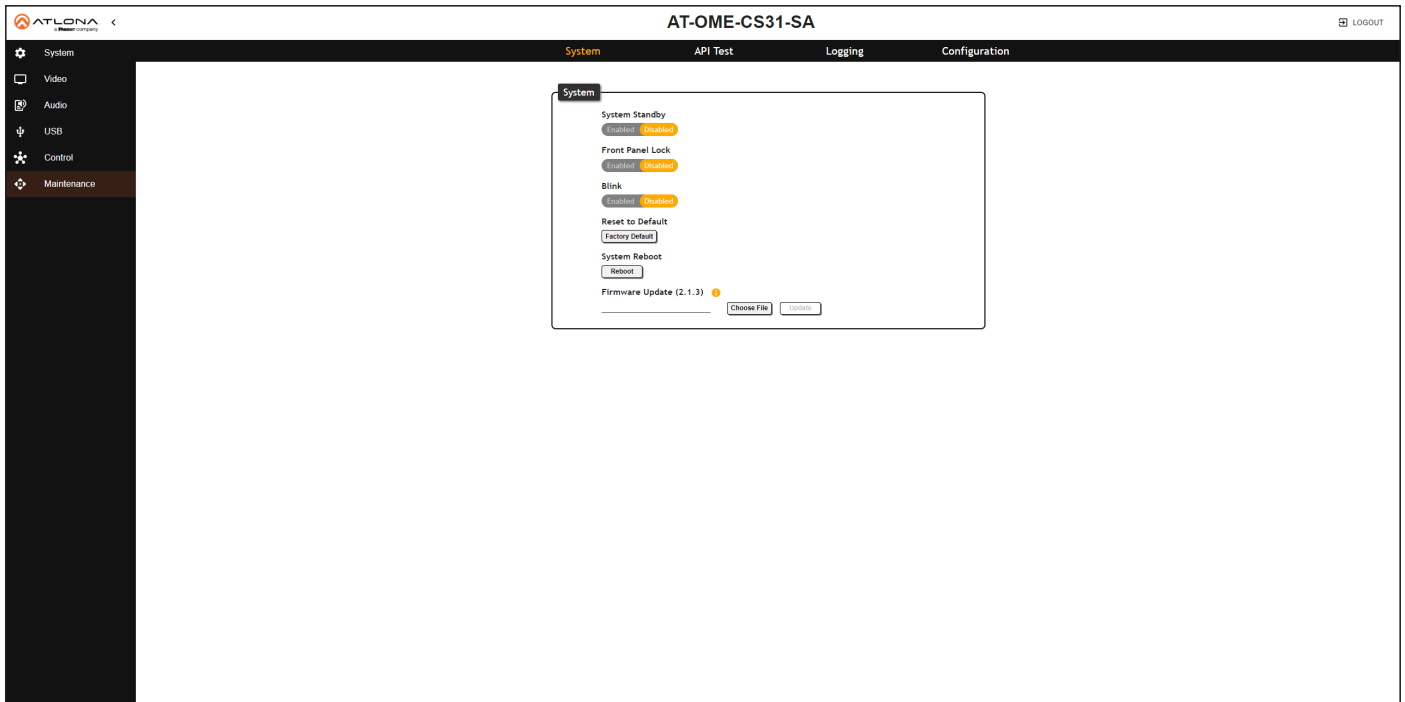 ATLONA
a Panduit company
AT-OME-CS31-SA
LOGOUT
System
Video
Audio
USB
Control
Maintenance
System API Test Logging Configuration
System
System Standby
Enabled Disabled
Front Panel Lock
Enabled Disabled
Blink
Enabled Disabled
Reset to Default
Factory Default
System Reboot
Reboot
Firmware Update (2.1.3)
Choose File Update